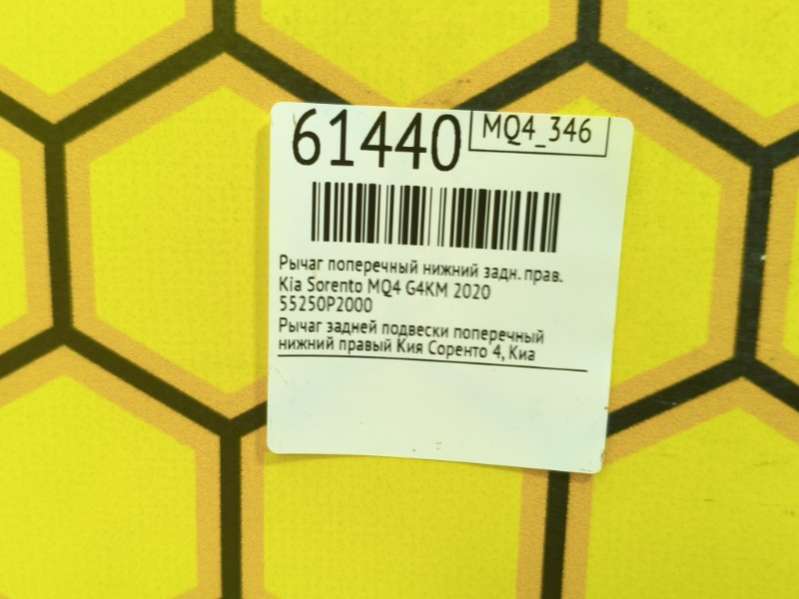 61440
MQ4_346
Рычаг поперечный нижний задн. прав.
Kia Sorento MQ4 G4KM 2020
55250P2000
Рычаг задней подвески поперечный
нижний правый Кия Соренто 4, Киа